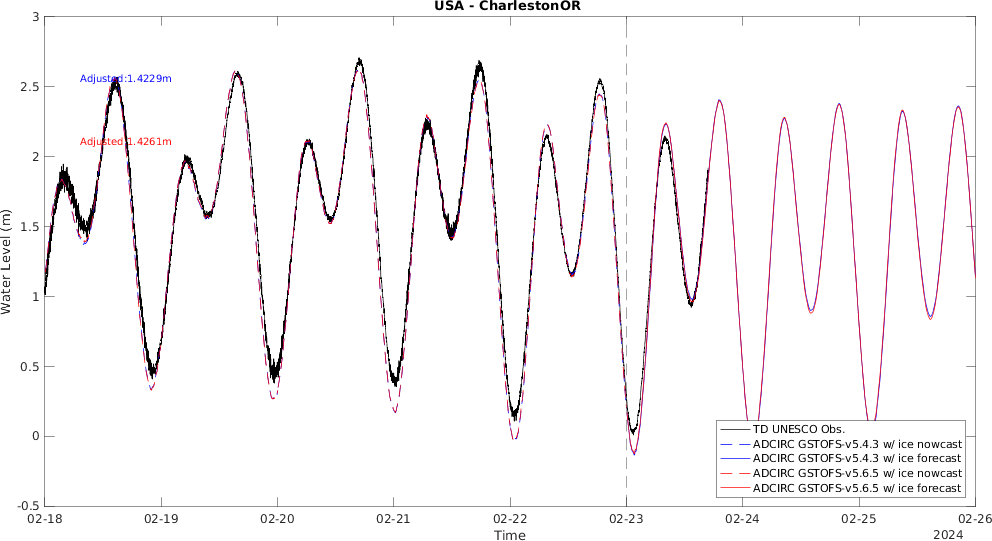 USA - CharlestonOR
3
2.5
2
1.5
1
0.5
0
-0.5
Water Level (m)
Adjusted:1.4229m
Adjusted:1.4261m
TD UNESCO Obs.
ADCIRC GSTOFS-v5.4.3 w/ ice nowcast
ADCIRC GSTOFS-v5.4.3 w/ ice forecast
ADCIRC GSTOFS-v5.6.5 w/ ice nowcast
ADCIRC GSTOFS-v5.6.5 w/ ice forecast
02-18 02-19 02-20 02-21 02-22 02-23 02-24 02-25 02-26
Time
2024